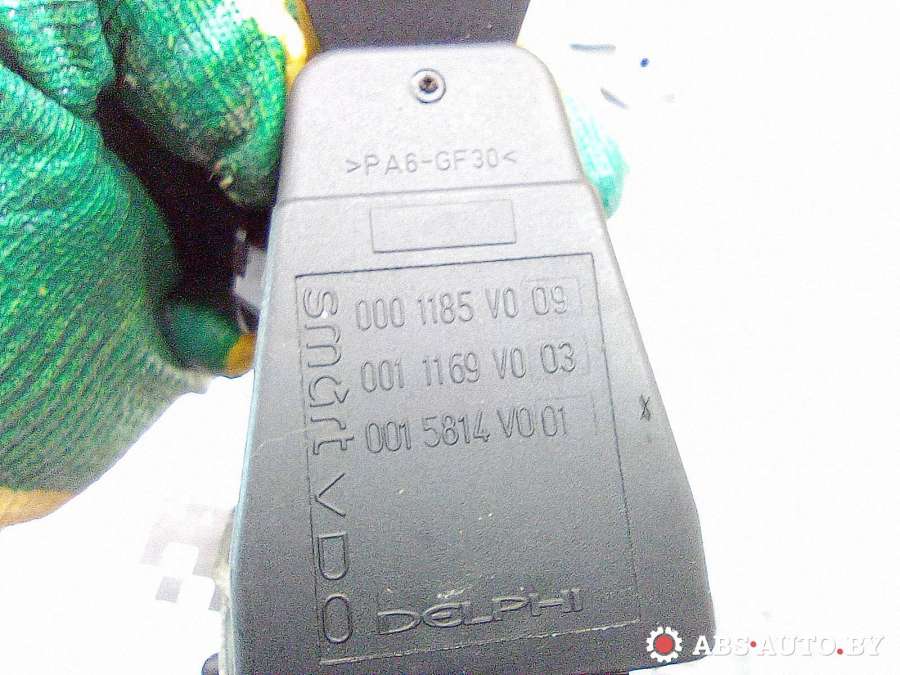 >PA6-GF30<
smart VDO
000 1185 V0 09
001 1169 V0 03
001 5814 V0 01
DELPHI
ABS-AUTO.BY